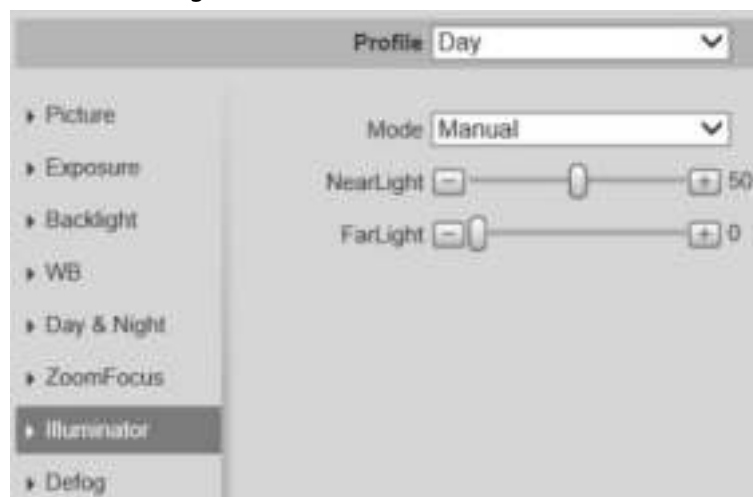 Profile Day
Picture
Mode Manual
Exposure
NearLight - + 50
Backlight
FarLight - + 0
WB
Day & Night
ZoomFocus
Illuminator
Defog